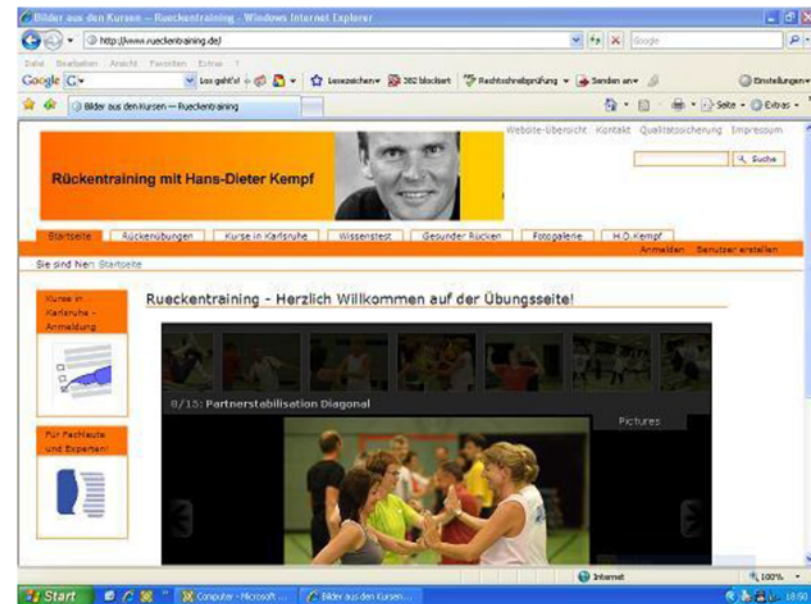 Bilder aus den Kursen — Rueckentraining - Windows Internet Explorer
http://www.rueckentraining.de/
Google
Datei Bearbeiten Ansicht Favoriten Extras ?
Google G Los geht's! Lesezeichen 382 blockiert Rechtschreibprüfung Senden an Einstellungen
Bilder aus den Kursen — Rueckentraining Seite Extras
Website-Übersicht Kontakt Qualitätssicherung Impressum
Suche
Rückentraining mit Hans-Dieter Kempf
Startseite Rückenübungen Kurse in Karlsruhe Wissenstest Gesunder Rücken Fotogalerie H.D.Kempf
Anmelden Benutzer erstellen
Sie sind hier: Startseite
Kurse in
Karlsruhe -
Anmeldung
Rueckentraining - Herzlich Willkommen auf der Übungsseite!
8/15: Partnerstabilisation Diagonal
Pictures
Für Fachleute
und Experten!
Internet 100%
Start Computer - Microsoft ... Bilder aus den Kursen... 18:50